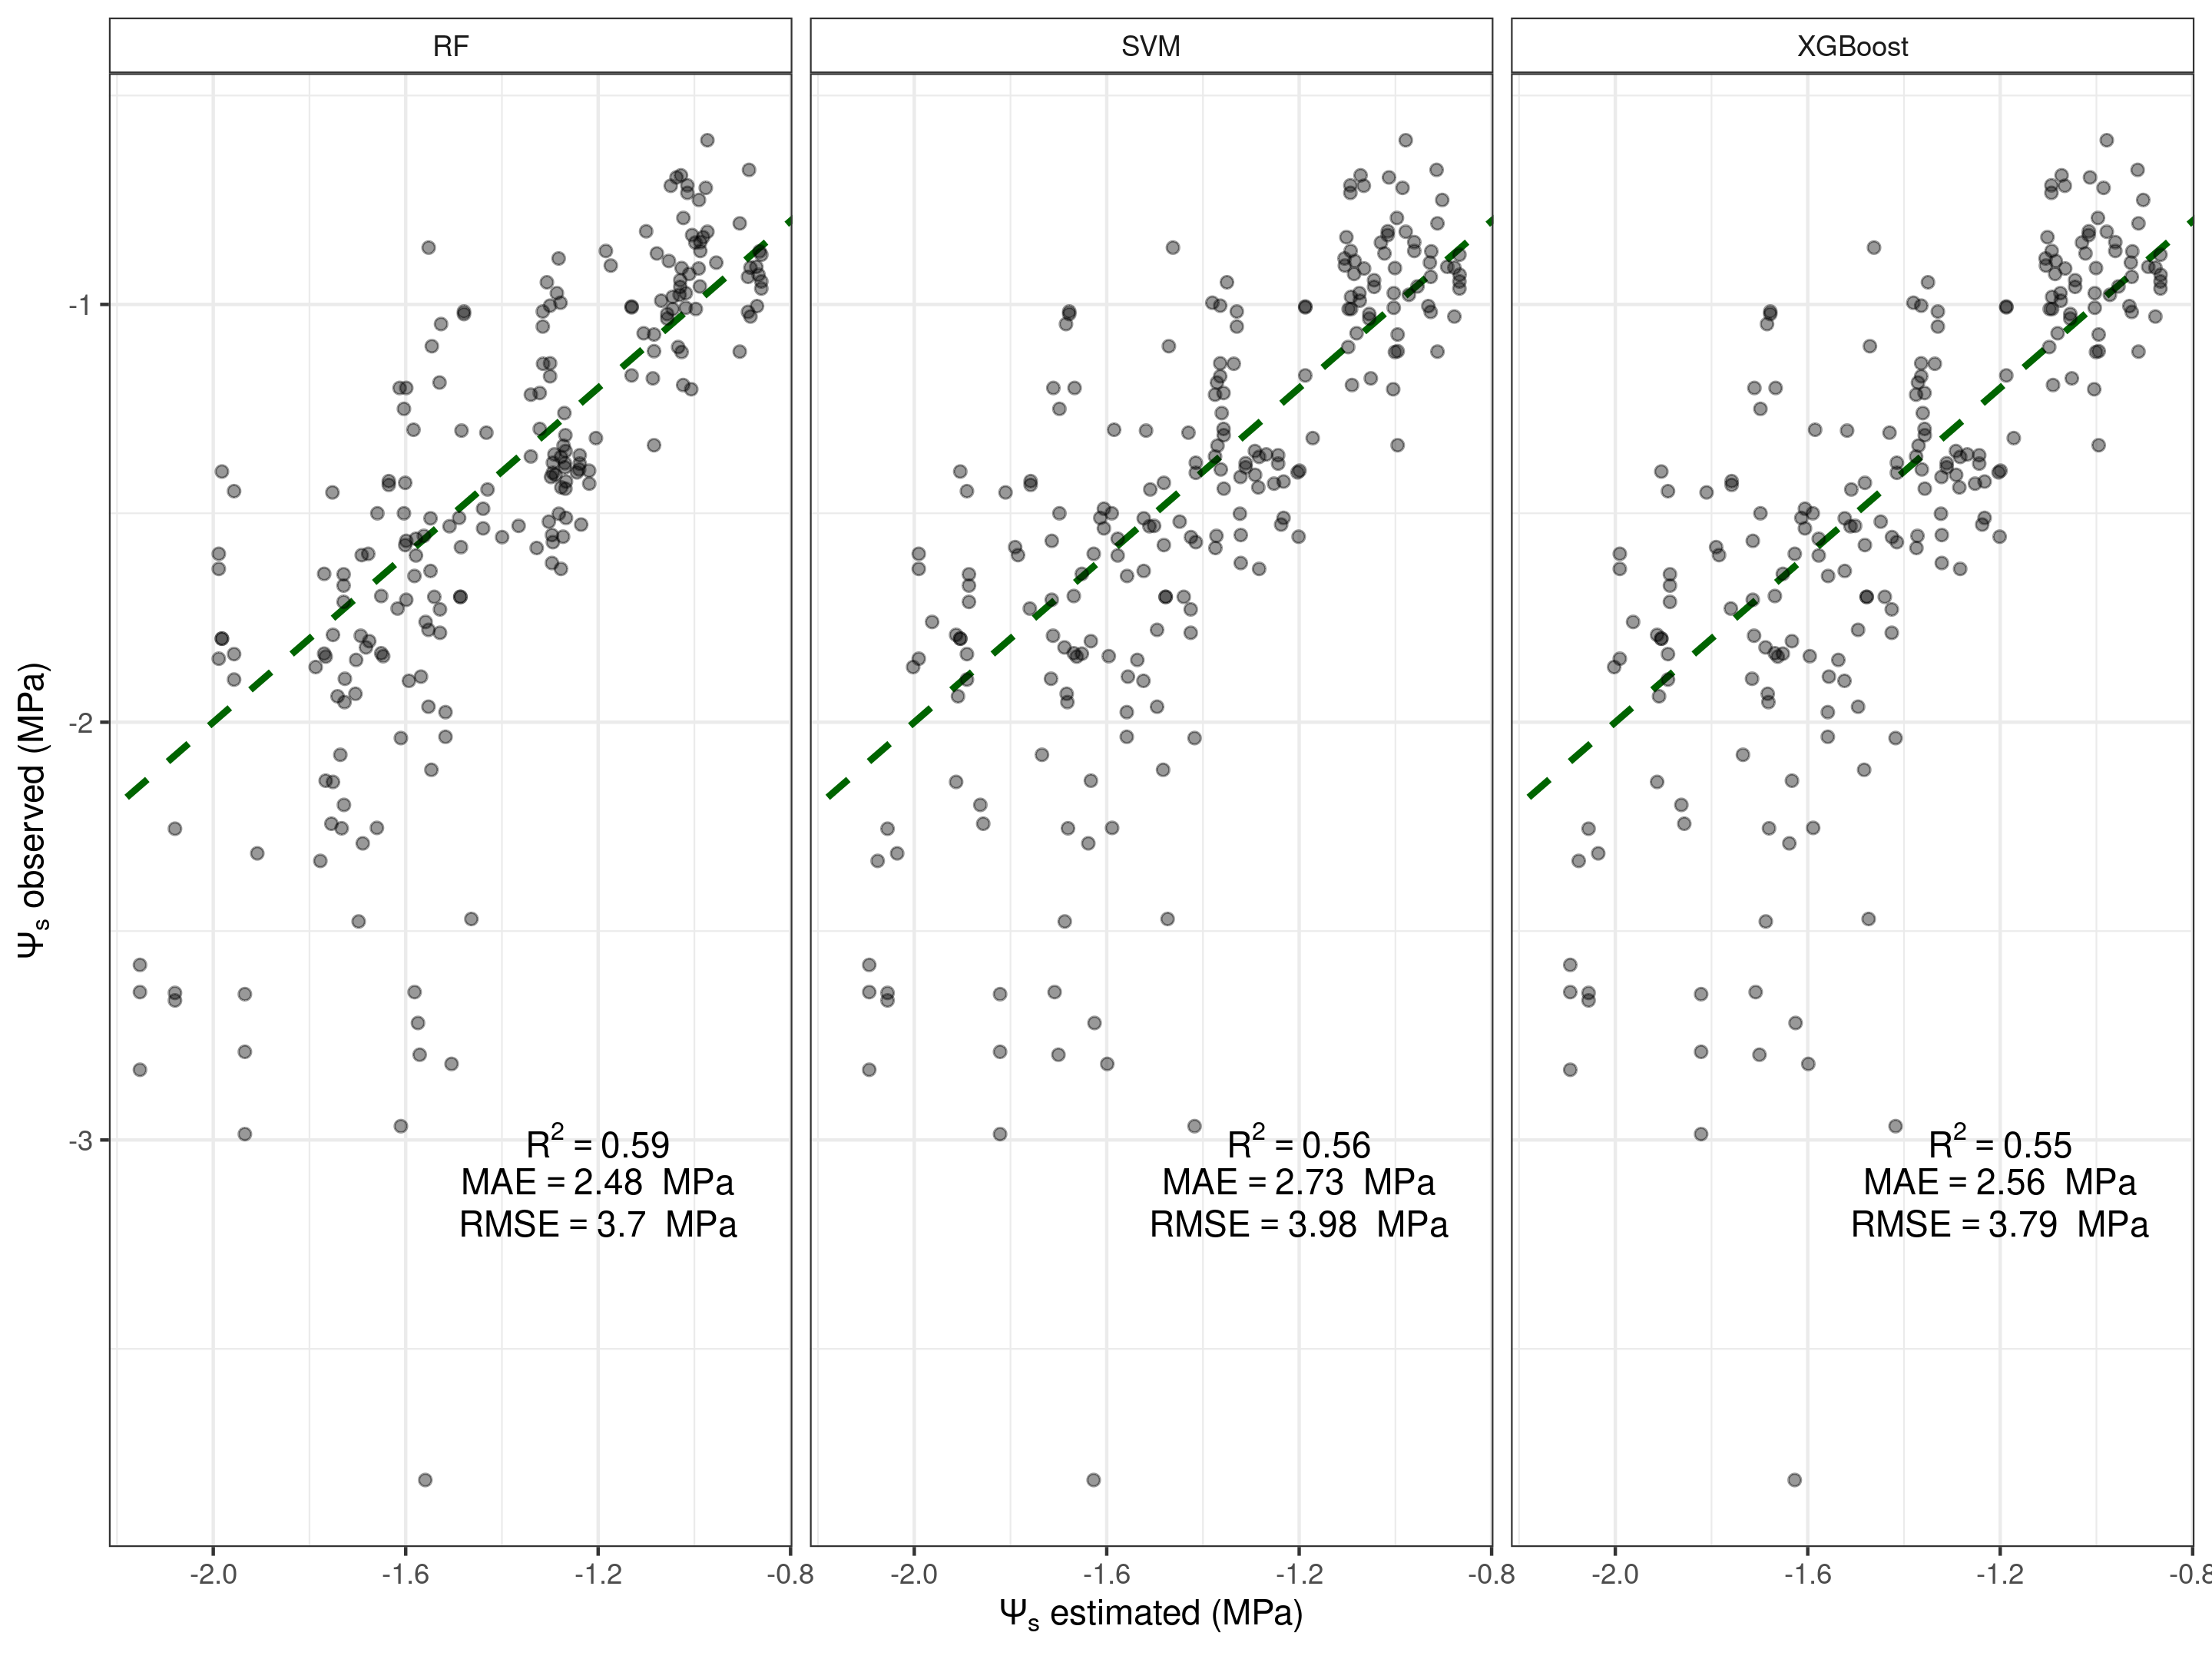 RF
SVM
XGBoost
-1
-2
-3
Ψs observed (MPa)
R² = 0.59
MAE = 2.48 MPa
RMSE = 3.7 MPa
R² = 0.56
MAE = 2.73 MPa
RMSE = 3.98 MPa
R² = 0.55
MAE = 2.56 MPa
RMSE = 3.79 MPa
-2.0 -1.6 -1.2 -0.8
-2.0 -1.6 -1.2 -0.8
-2.0 -1.6 -1.2 -0.8
Ψs estimated (MPa)